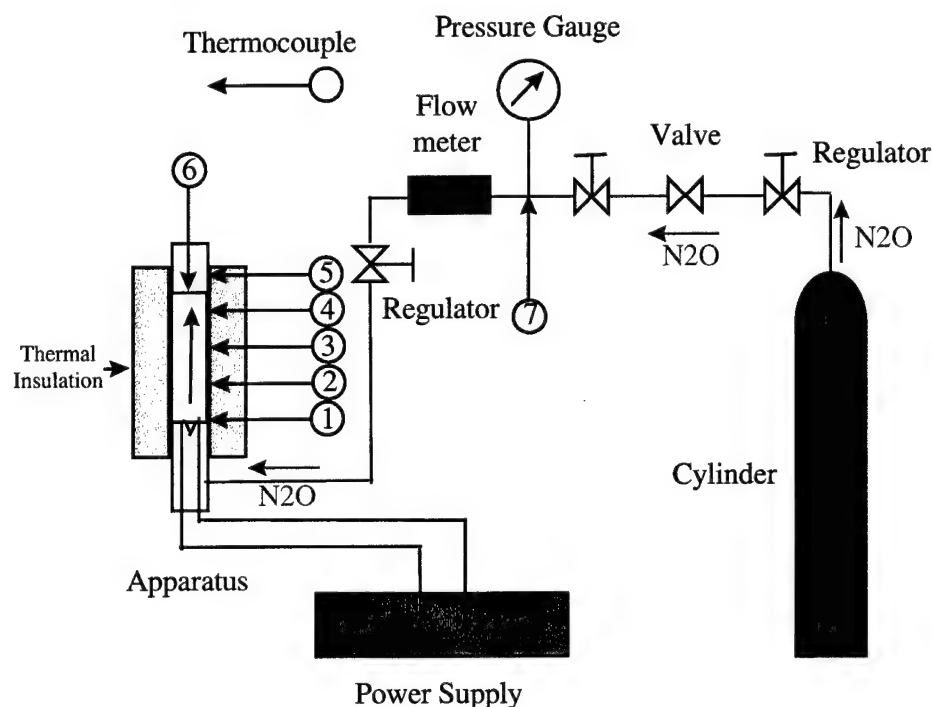 Pressure Gauge
Thermocouple
Flow
meter
Valve
Regulator
6
N2O
N2O
5
4
Regulator
7
3
Thermal
Insulation
2
1
N2O
Cylinder
Apparatus
Power Supply